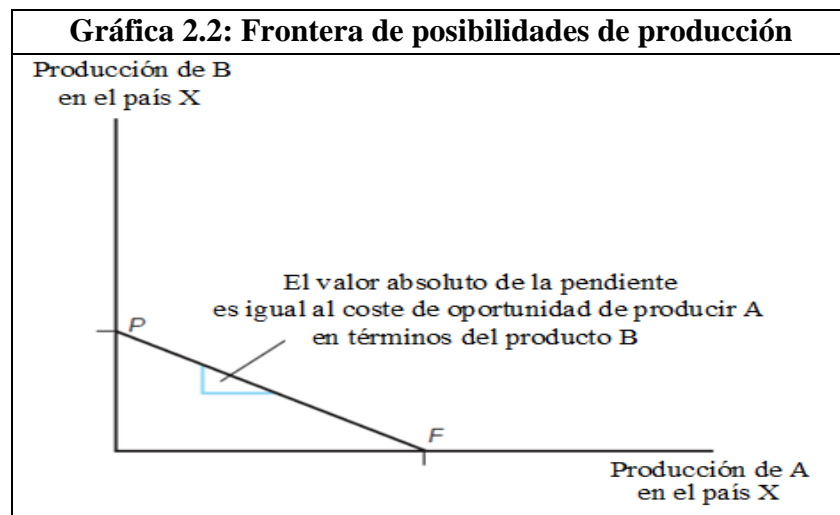 Gráfica 2.2: Frontera de posibilidades de producción
Producción de B
en el país X
El valor absoluto de la pendiente
es igual al coste de oportunidad de producir A
en términos del producto B
P
F
Producción de A
en el país X